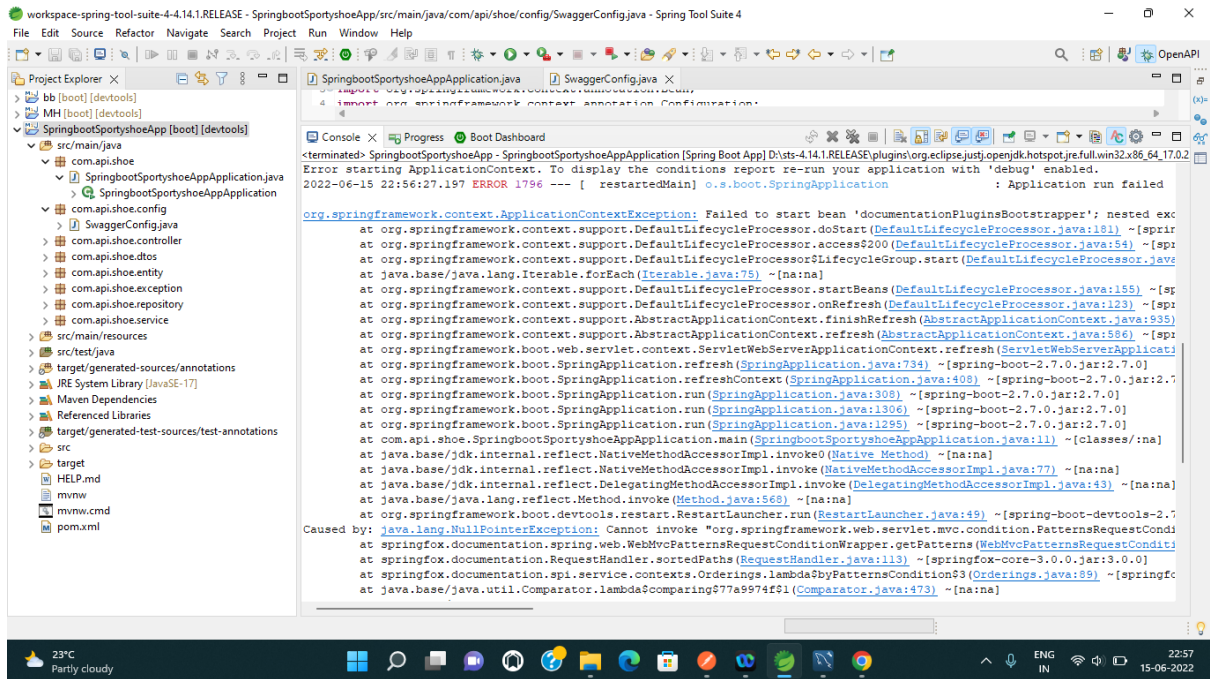 workspace-spring-tool-suite-4-4.14.1.RELEASE - SpringbootSportyshoeApp/src/main/java/com/api/shoe/config/SwaggerConfig.java - Spring Tool Suite 4
File Edit Source Refactor Navigate Search Project Run Window Help
OpenAPI
Project Explorer
bb [boot] [devtools]
MH [boot] [devtools]
SpringbootSportyshoeApp [boot] [devtools]
src/main/java
com.api.shoe
SpringbootSportyshoeAppApplication.java
SpringbootSportyshoeAppApplication
com.api.shoe.config
SwaggerConfig.java
com.api.shoe.controller
com.api.shoe.dtos
com.api.shoe.entity
com.api.shoe.exception
com.api.shoe.repository
com.api.shoe.service
src/main/resources
src/test/java
target/generated-sources/annotations
JRE System Library [JavaSE-17]
Maven Dependencies
Referenced Libraries
target/generated-test-sources/test-annotations
src
target
HELP.md
mvnw
mvnw.cmd
pom.xml
SpringbootSportyshoeAppApplication.java SwaggerConfig.java
import org.springframework.context.annotation.Bean;
4 import org.springframework.context.annotation.Configuration;
Console Progress Boot Dashboard
<terminated> SpringbootSportyshoeApp - SpringbootSportyshoeAppApplication [Spring Boot App] D:\sts-4.14.1.RELEASE\plugins\org.eclipse.justj.openjdk.hotspot.jre.full.win32.x86_64_17.0.2
Error starting ApplicationContext. To display the conditions report re-run your application with 'debug' enabled.
2022-06-15 22:56:27.197 ERROR 1796 --- [ restartedMain] o.s.boot.SpringApplication : Application run failed
org.springframework.context.ApplicationContextException: Failed to start bean 'documentationPluginsBootstrapper'; nested exc
at org.springframework.context.support.DefaultLifecycleProcessor.doStart(DefaultLifecycleProcessor.java:181) ~[sprin
at org.springframework.context.support.DefaultLifecycleProcessor.access$200(DefaultLifecycleProcessor.java:54) ~[spr
at org.springframework.context.support.DefaultLifecycleProcessor$LifecycleGroup.start(DefaultLifecycleProcessor.java
at java.base/java.lang.Iterable.forEach(Iterable.java:75) ~[na:na]
at org.springframework.context.support.DefaultLifecycleProcessor.startBeans(DefaultLifecycleProcessor.java:155) ~[sp
at org.springframework.context.support.DefaultLifecycleProcessor.onRefresh(DefaultLifecycleProcessor.java:123) ~[spr
at org.springframework.context.support.AbstractApplicationContext.finishRefresh(AbstractApplicationContext.java:935)
at org.springframework.context.support.AbstractApplicationContext.refresh(AbstractApplicationContext.java:586) ~[spr
at org.springframework.boot.web.servlet.context.ServletWebServerApplicationContext.refresh(ServletWebServerApplicati
at org.springframework.boot.SpringApplication.refresh(SpringApplication.java:734) ~[spring-boot-2.7.0.jar:2.7.0]
at org.springframework.boot.SpringApplication.refreshContext(SpringApplication.java:408) ~[spring-boot-2.7.0.jar:2.7
at org.springframework.boot.SpringApplication.run(SpringApplication.java:308) ~[spring-boot-2.7.0.jar:2.7.0]
at org.springframework.boot.SpringApplication.run(SpringApplication.java:1306) ~[spring-boot-2.7.0.jar:2.7.0]
at org.springframework.boot.SpringApplication.run(SpringApplication.java:1295) ~[spring-boot-2.7.0.jar:2.7.0]
at com.api.shoe.SpringbootSportyshoeAppApplication.main(SpringbootSportyshoeAppApplication.java:11) ~[classes/:na]
at java.base/jdk.internal.reflect.NativeMethodAccessorImpl.invoke0(Native Method) ~[na:na]
at java.base/jdk.internal.reflect.NativeMethodAccessorImpl.invoke(NativeMethodAccessorImpl.java:77) ~[na:na]
at java.base/jdk.internal.reflect.DelegatingMethodAccessorImpl.invoke(DelegatingMethodAccessorImpl.java:43) ~[na:na]
at java.base/java.lang.reflect.Method.invoke(Method.java:568) ~[na:na]
at org.springframework.boot.devtools.restart.RestartLauncher.run(RestartLauncher.java:49) ~[spring-boot-devtools-2.7
Caused by: java.lang.NullPointerException: Cannot invoke "org.springframework.web.servlet.mvc.condition.PatternsRequestCondi
at springfox.documentation.spring.web.WebMvcPatternsRequestConditionWrapper.getPatterns(WebMvcPatternsRequestConditi
at springfox.documentation.RequestHandler.sortedPaths(RequestHandler.java:113) ~[springfox-core-3.0.0.jar:3.0.0]
at springfox.documentation.spi.service.contexts.Orderings.lambda$byPatternsCondition$3(Orderings.java:89) ~[springfo
at java.base/java.util.Comparator.lambda$comparing$77a9974f$1(Comparator.java:473) ~[na:na]
23°C
Partly cloudy
ENG
IN
22:57
15-06-2022